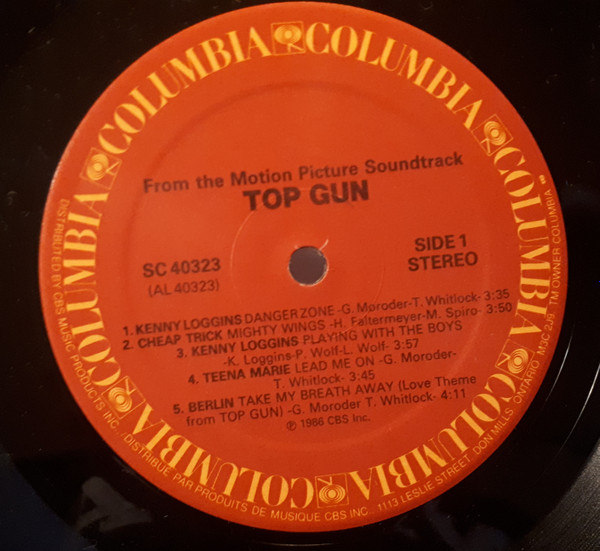 COLUMBIA COLUMBIA COLUMBIA COLUMBIA COLUMBIA COLUMBIA COLUMBIA
From the Motion Picture Soundtrack
TOP GUN
SC 40323
(AL 40323)
SIDE 1
STEREO
1. KENNY LOGGINS DANGER ZONE -G. Moroder-T. Whitlock- 3:35
2. CHEAP TRICK MIGHTY WINGS -H. Faltermeyer-M. Spiro- 3:50
3. KENNY LOGGINS PLAYING WITH THE BOYS
-K. Loggins-P. Wolf-L. Wolf- 3:57
4. TEENA MARIE LEAD ME ON -G. Moroder-
T. Whitlock- 3:45
5. BERLIN TAKE MY BREATH AWAY (Love Theme
from TOP GUN) -G. Moroder T. Whitlock- 4:11
℗ 1986 CBS Inc.
DISTRIBUTED BY CBS MUSIC PRODUCTS INC., DISTRIBUÉ PAR PRODUITS DE MUSIQUE CBS INC., 1113 LESLIE STREET, DON MILLS, ONTARIO M3C 2J9. TM OWNER COLUMBIA